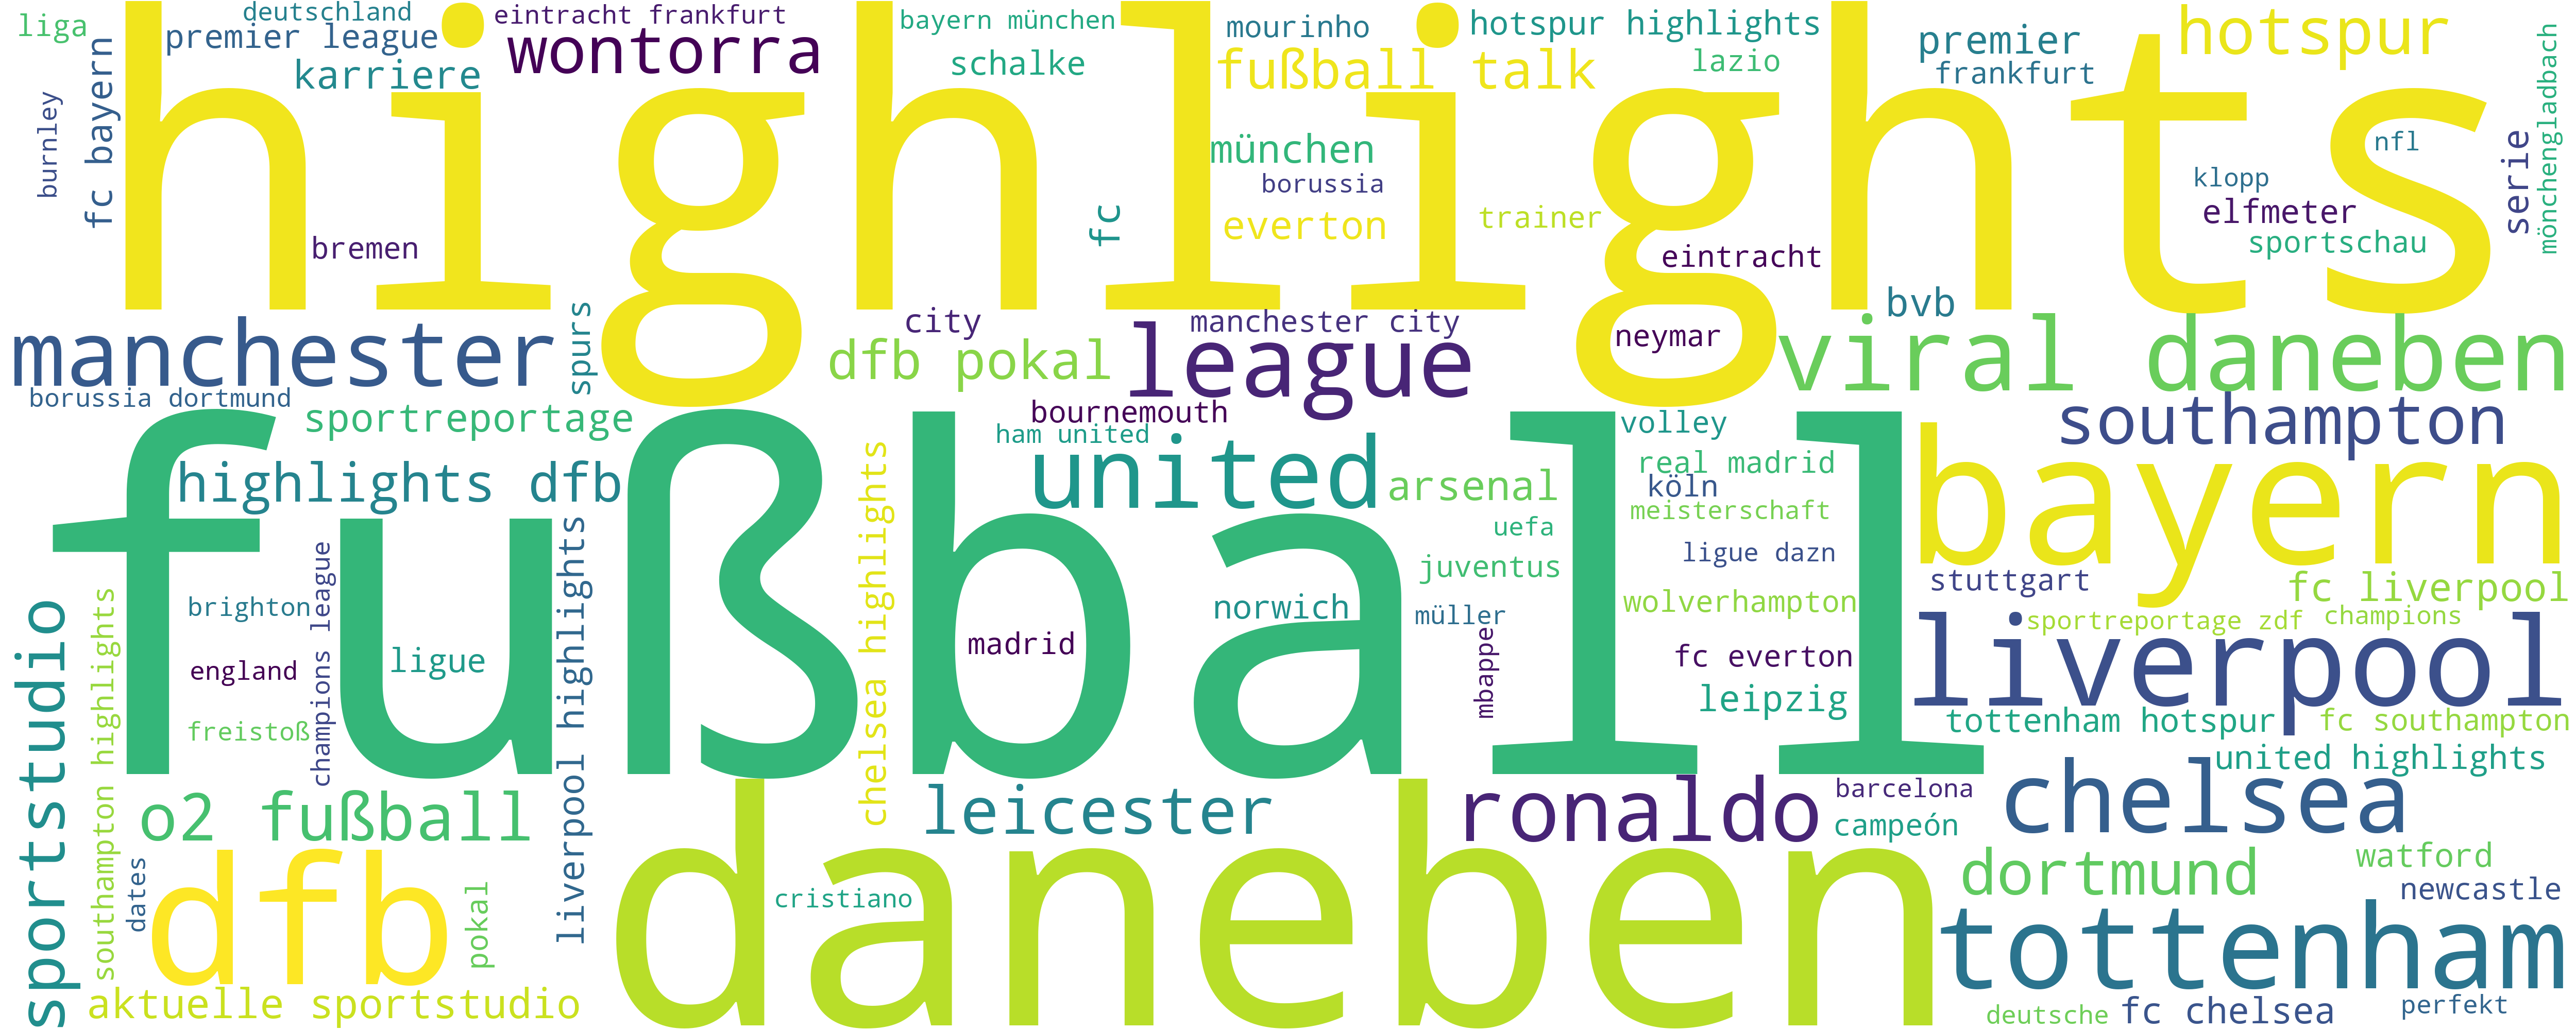 highlights
fußball
daneben
liga
deutschland
premier league
karriere
eintracht frankfurt
wontorra
bayern münchen
schalke
mourinho
fußball talk
hotspur highlights
lazio
premier
frankfurt
hotspur
burnley
fc bayern
bremen
fc
münchen
borussia
everton
trainer
eintracht
nfl
klopp
elfmeter
sportschau
serie
mönchengladbach
manchester
spurs
city
manchester city
dfb pokal
league
neymar
bvb
viral daneben
borussia dortmund
sportreportage
bournemouth
ham united
volley
southampton
highlights dfb
united
arsenal
real madrid
köln
meisterschaft
bayern
chelsea highlights
uefa
juventus
ligue dazn
stuttgart
fc liverpool
sportstudio
southampton highlights
brighton
england
freistoß
champions league
ligue
liverpool highlights
madrid
norwich
müller
mbappe
wolverhampton
fc everton
leipzig
sportreportage zdf
champions
liverpool
tottenham hotspur
fc southampton
united highlights
o2 fußball
leicester
ronaldo
barcelona
campeón
chelsea
dates
dfb
pokal
cristiano
dortmund
watford
newcastle
tottenham
aktuelle sportstudio
deutsche
fc chelsea
perfekt